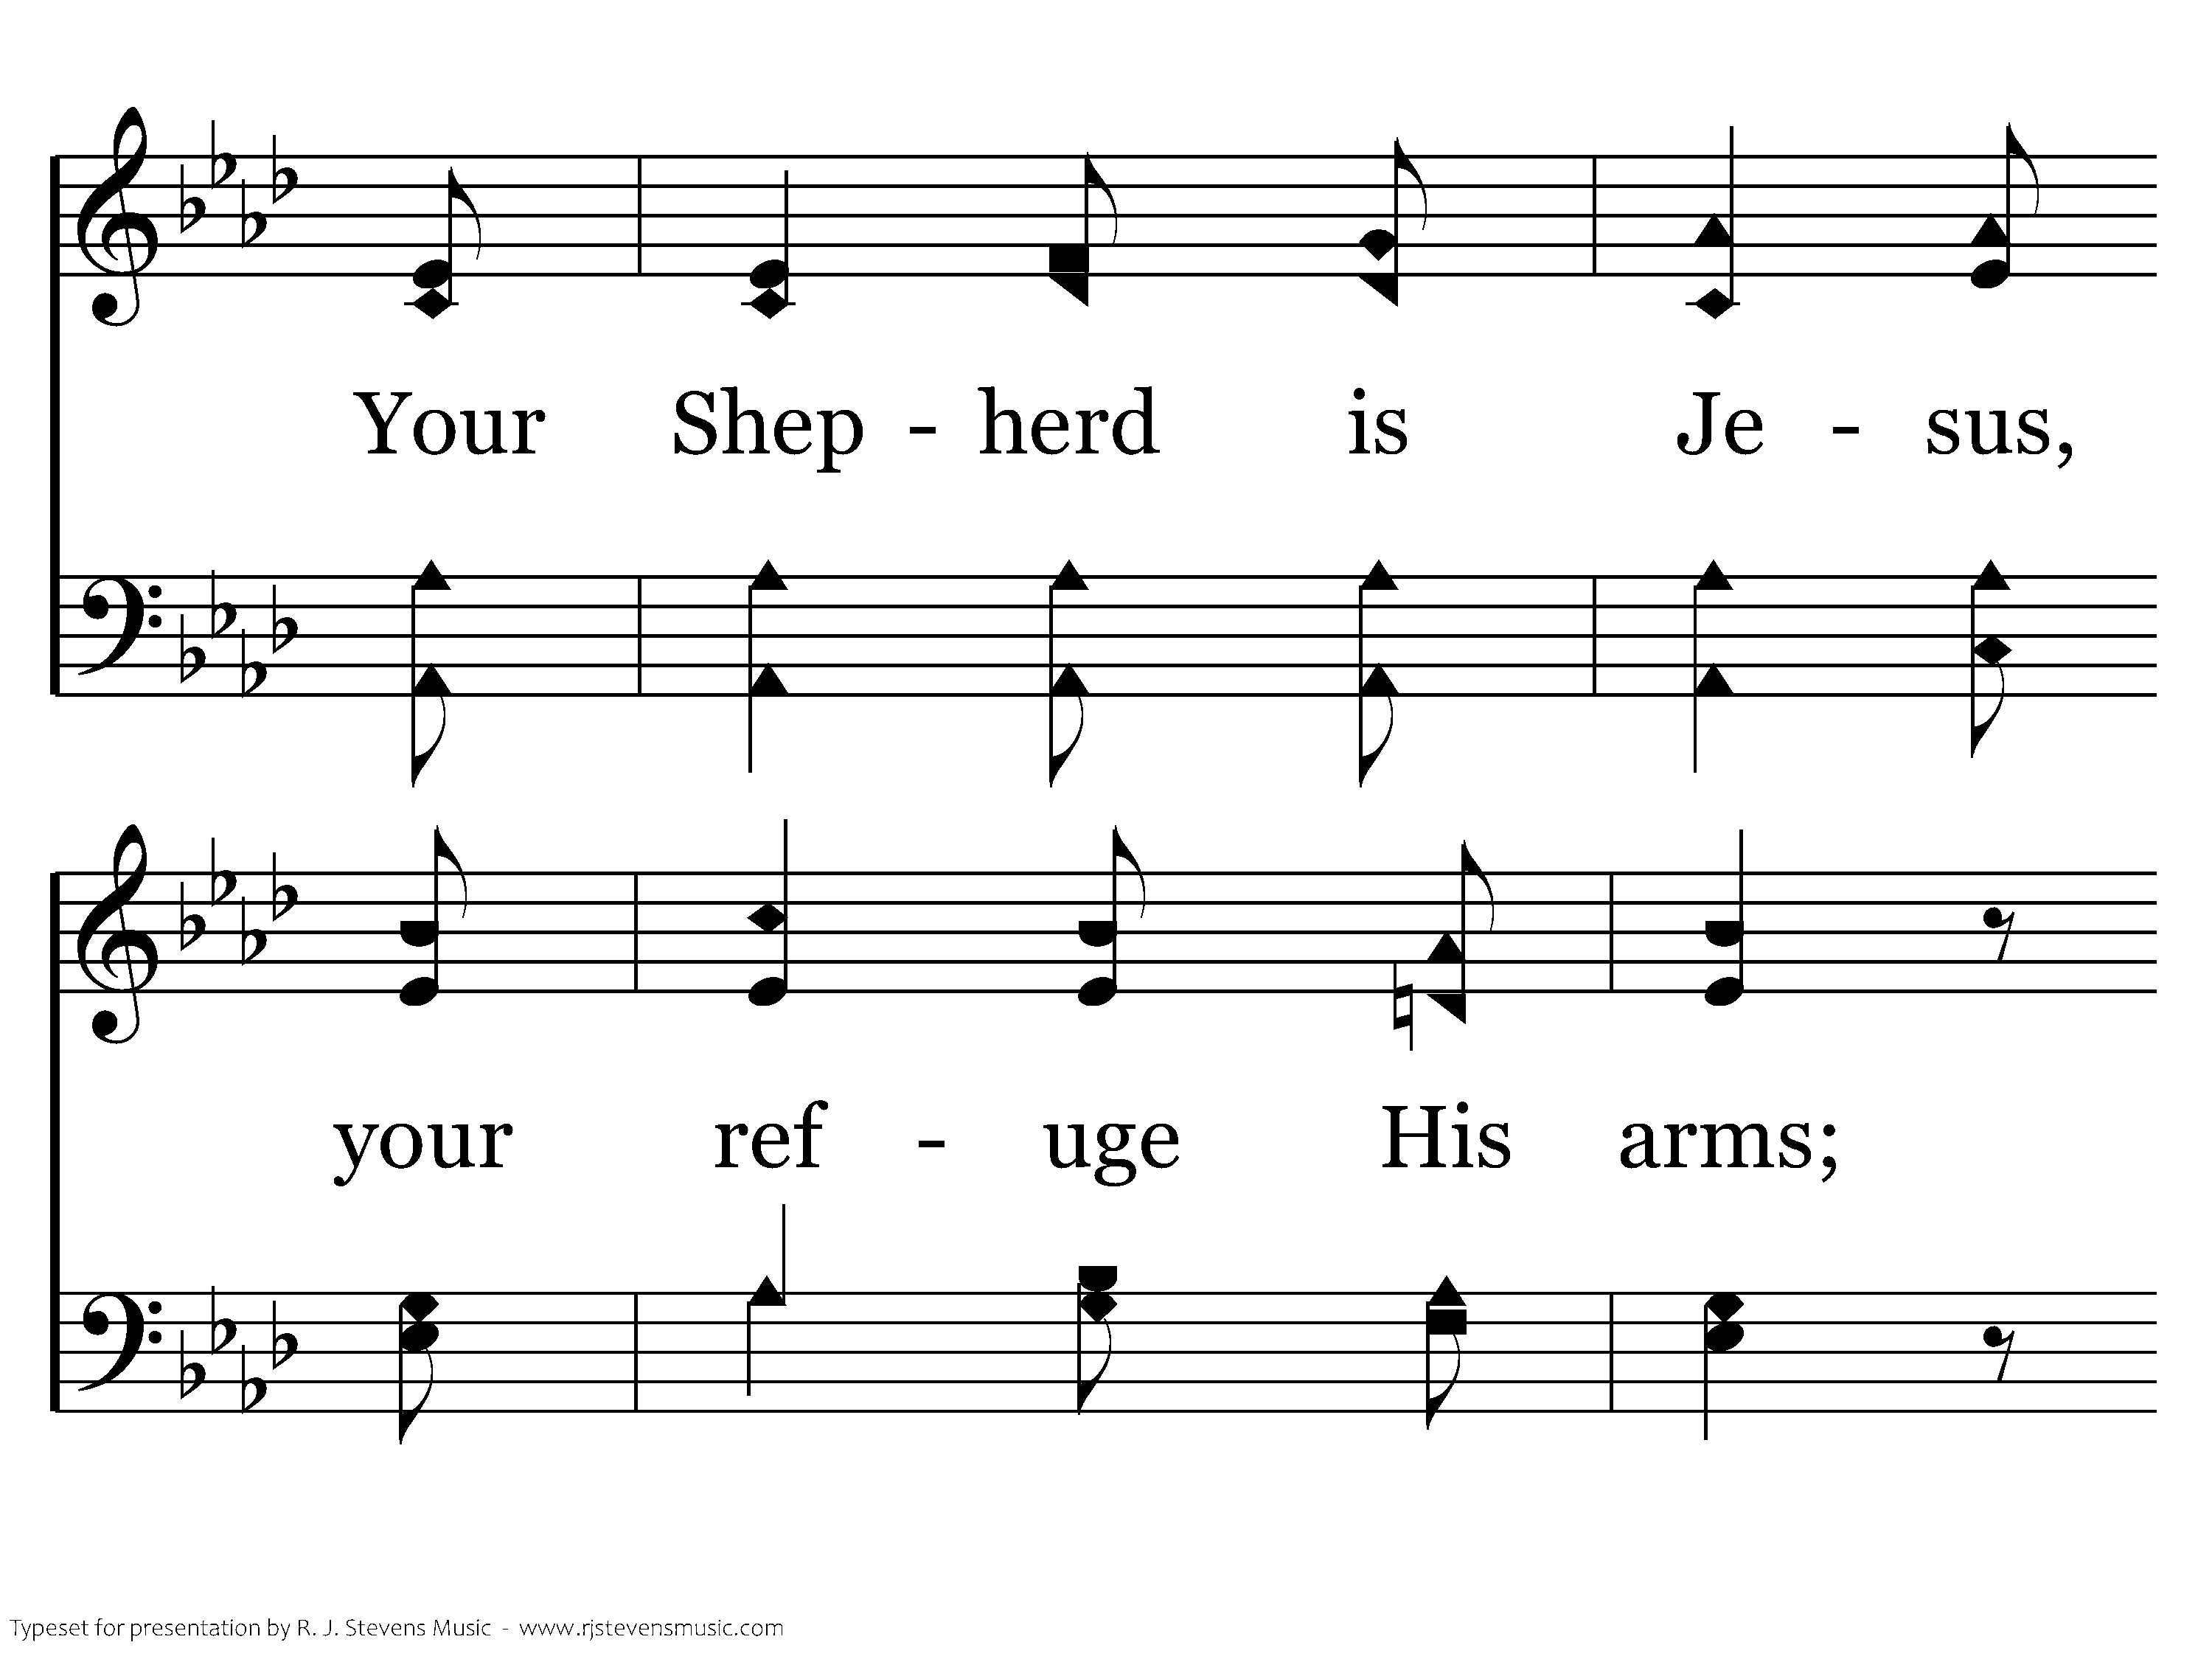 Your Shep - herd is Je - sus,
your ref - uge His arms;
Typeset for presentation by R. J. Stevens Music - www.rjstevensmusic.com